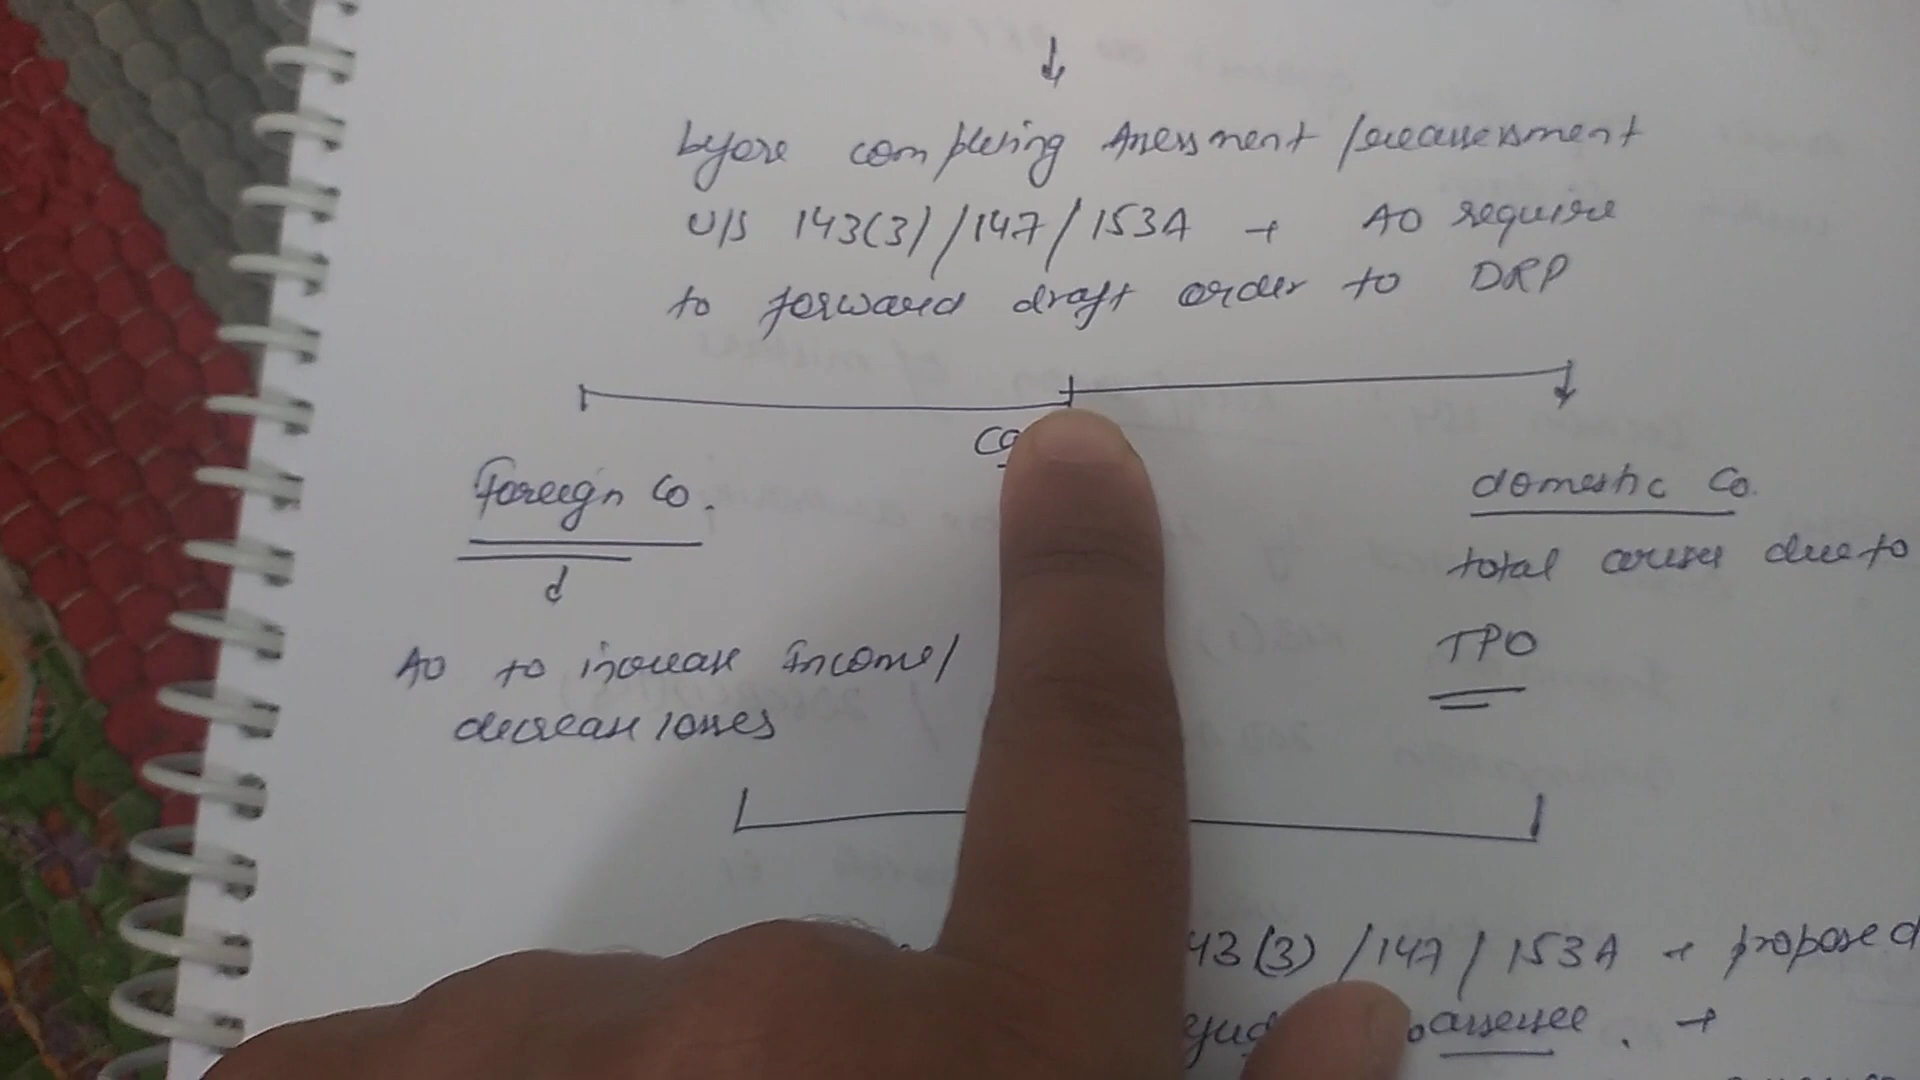 before completing Assessment / reassessment
U/S 143(3) / 147 / 153A → AO require
to forward draft order to DRP
Foreign Co.
domestic Co.
total arises due to
TPO
AO to increase Income /
decrease losses
43(3) / 147 / 153A → proposed
assessee . →